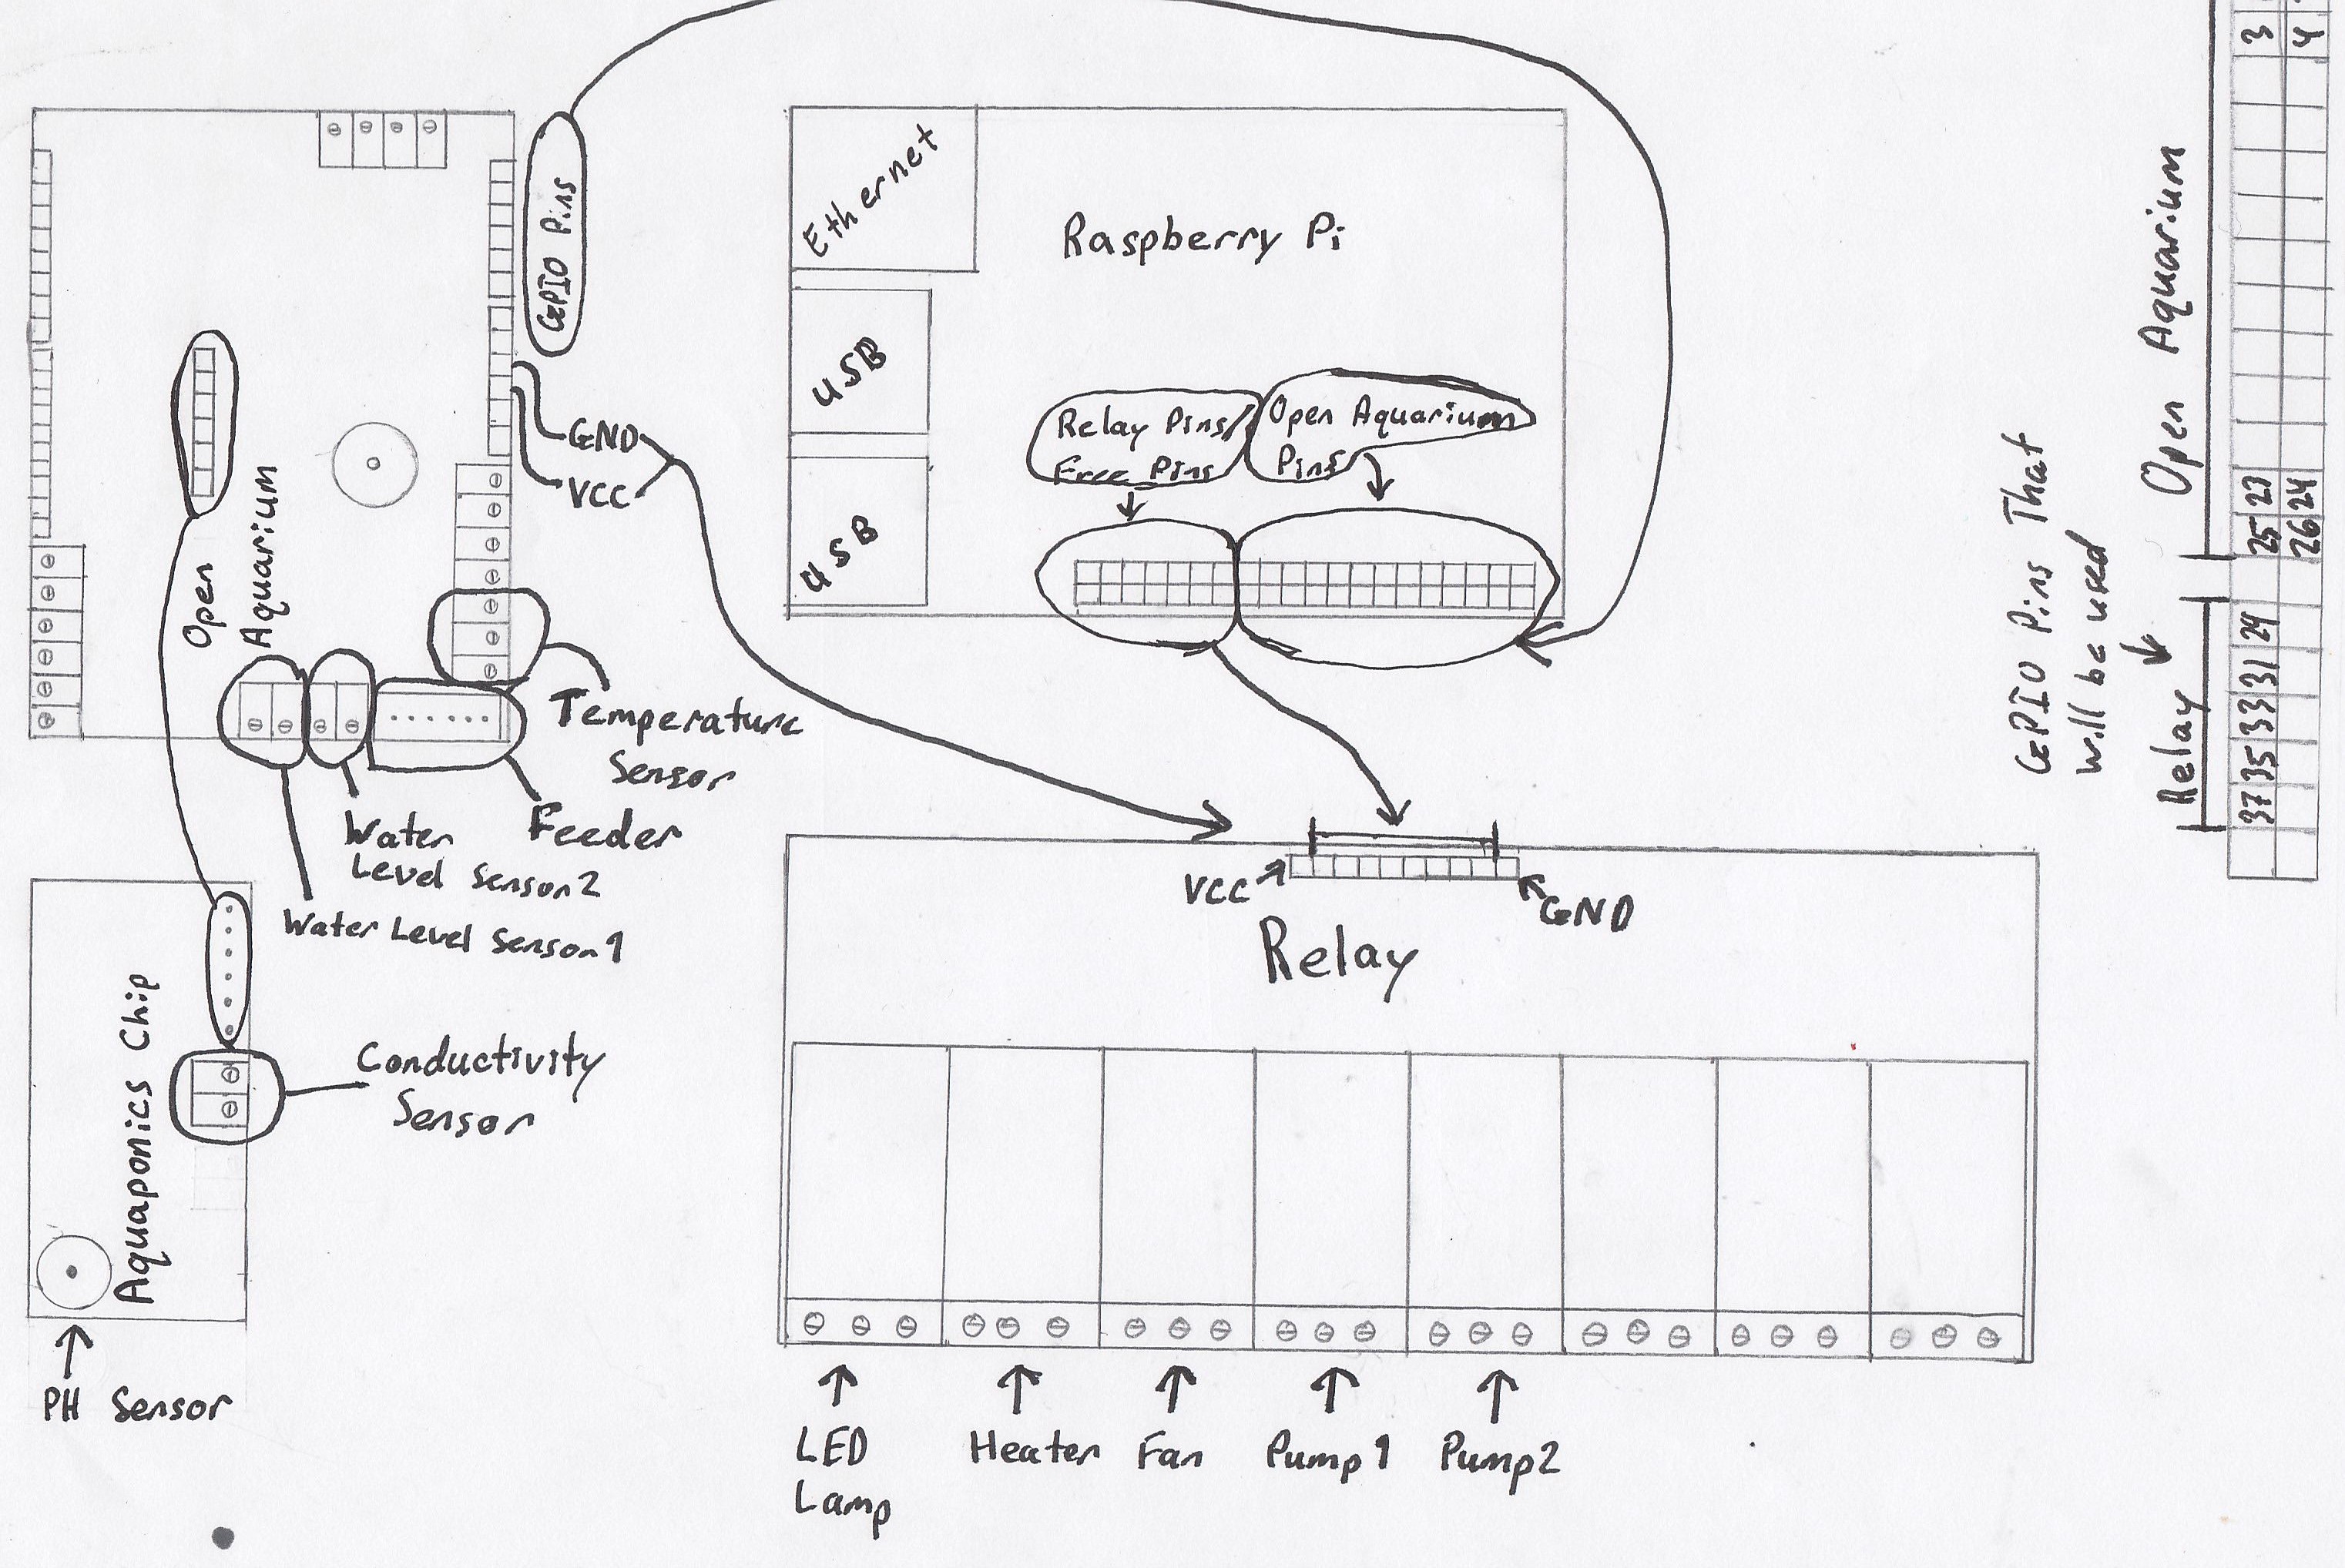 GPIO Pins
GND
VCC
Open
Aquarium
Temperature
Sensor
Feeder
Water
Level Sensor2
Water Level Sensor1
Aquaponics Chip
Conductivity
Sensor
PH Sensor
Ethernet
USB
USB
Raspberry Pi
Relay Pins/
Free Pins
Open Aquarium
Pins
VCC
GND
Relay
LED
Lamp
Heater
Fan
Pump1
Pump2
GPIO Pins That
will be used
Open Aquarium
Relay
3 4
23 24
25 26
29
31
33
35
37